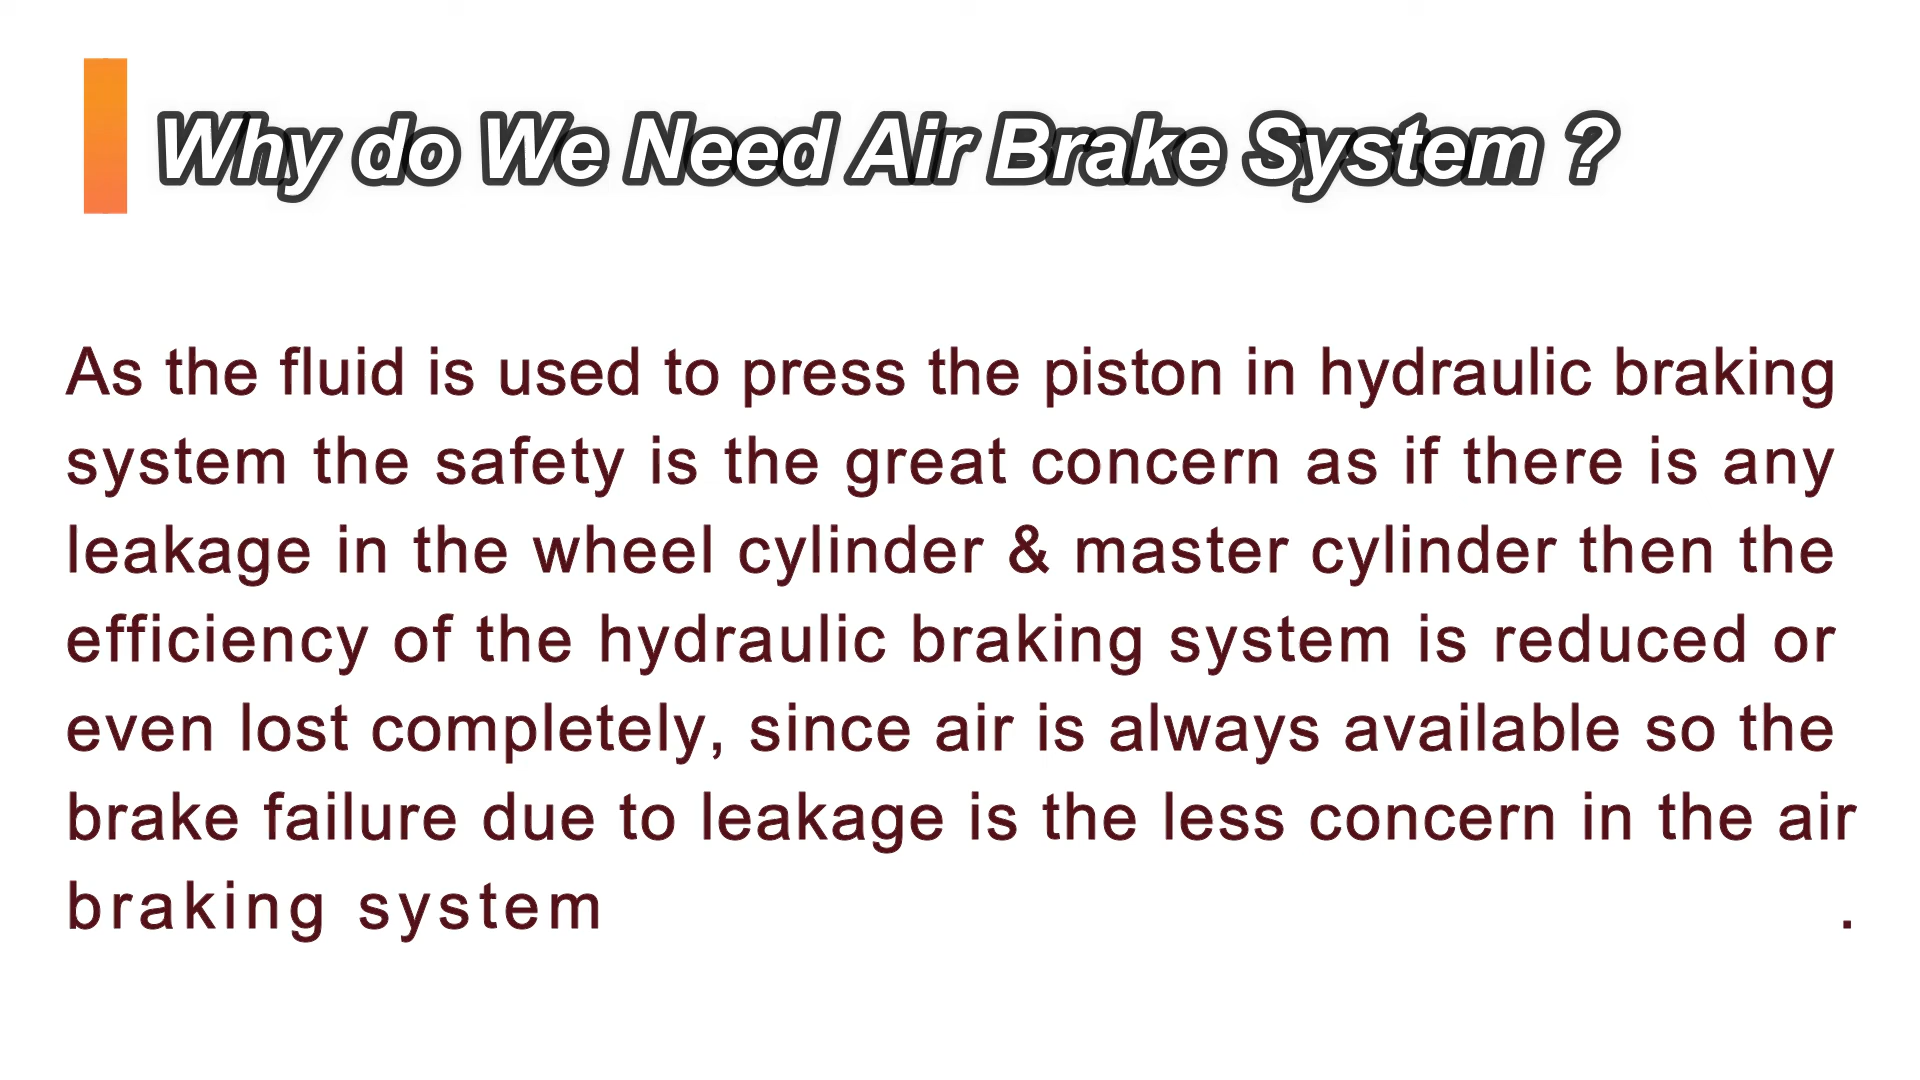 Why do We Need Air Brake System ?
As the fluid is used to press the piston in hydraulic braking
system the safety is the great concern as if there is any
leakage in the wheel cylinder & master cylinder then the
efficiency of the hydraulic braking system is reduced or
even lost completely, since air is always available so the
brake failure due to leakage is the less concern in the air
braking system .